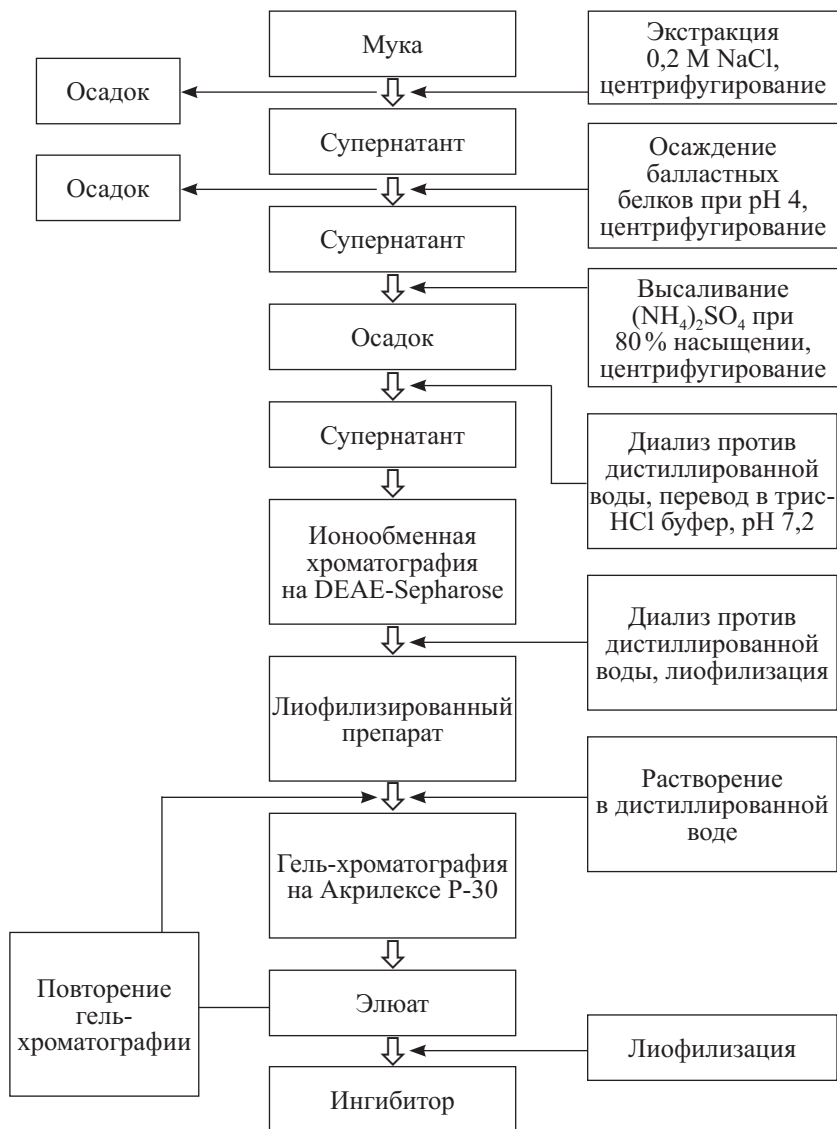 Мука
Экстракция
0,2 М NaCl,
центрифугирование
Осадок
Супернатант
Осаждение
балластных
белков при pH 4,
центрифугирование
Осадок
Супернатант
Высаливание
(NH₄)₂SO₄ при
80 % насыщении,
центрифугирование
Осадок
Супернатант
Диализ против
дистиллированной
воды, перевод в трис-
HCl буфер, pH 7,2
Ионообменная
хроматография
на DEAE-Sepharose
Диализ против
дистиллированной
воды, лиофилизация
Лиофилизированный
препарат
Растворение
в дистиллированной
воде
Гель-хроматография
на Акрилексе P-30
Повторение
гель-
хроматографии
Элюат
Лиофилизация
Ингибитор